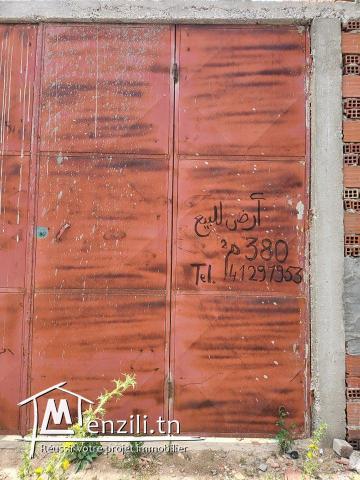 أرض للبيع
380 م²
Tel. 41297953
Menzili.tn
Réussir votre projet immobilier